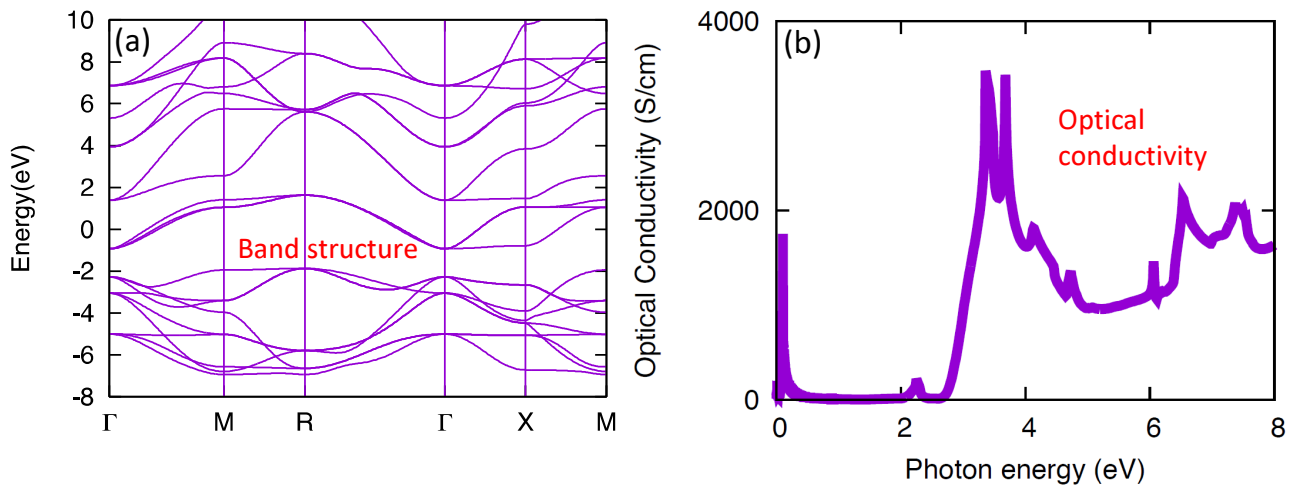 (a)
Energy(eV)
10
8
6
4
2
0
-2
-4
-6
-8
Γ M R Γ X M
Band structure
(b)
Optical Conductivity (S/cm)
4000
2000
0
0 2 4 6 8
Photon energy (eV)
Optical
conductivity